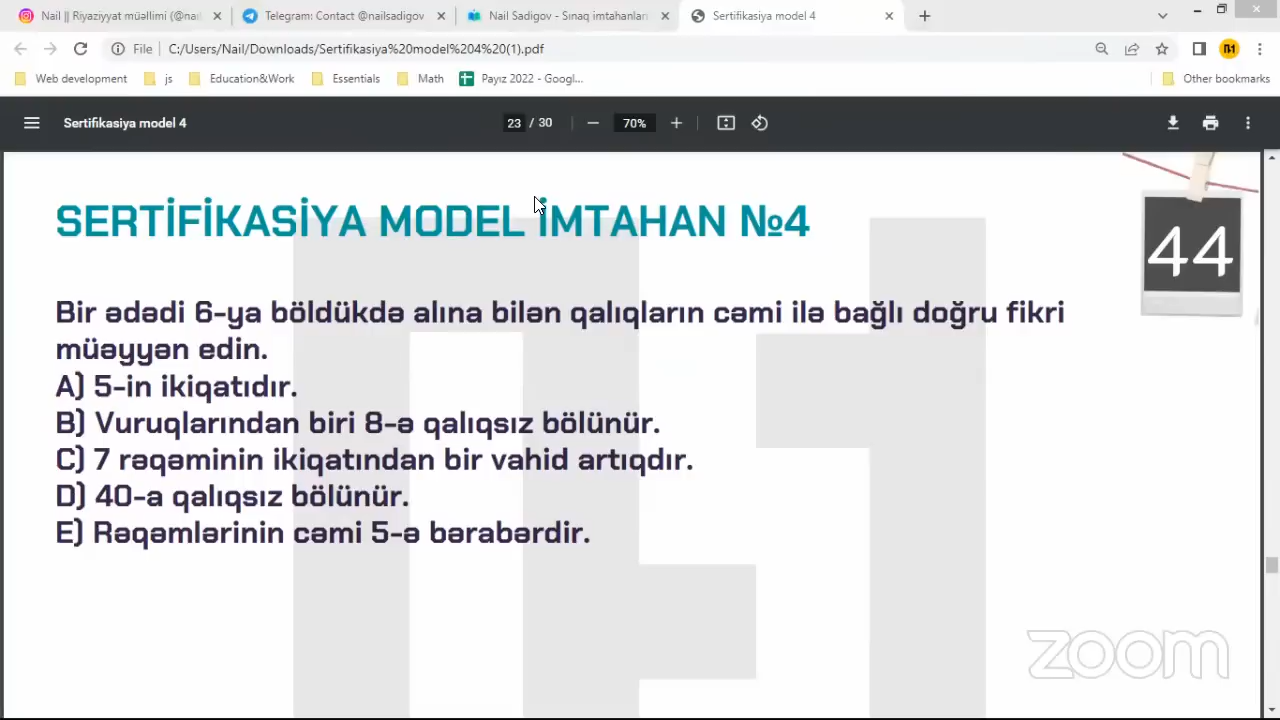 Nail || Riyaziyyat müəllimi (@nai
Telegram: Contact @nailsadigov
Nail Sadigov - Sınaq imtahanları
Sertifikasiya model 4
File
C:/Users/Nail/Downloads/Sertifikasiya%20model%204%20(1).pdf
Web development
js
Education&Work
Essentials
Math
Payız 2022 - Googl...
Other bookmarks
Sertifikasiya model 4
23 / 30
70%
SERTİFİKASİYA MODEL İMTAHAN №4
44
Bir ədədi 6-ya böldükdə alına bilən qalıqların cəmi ilə bağlı doğru fikri
müəyyən edin.
A) 5-in ikiqatıdır.
B) Vuruqlarından biri 8-ə qalıqsız bölünür.
C) 7 rəqəminin ikiqatından bir vahid artıqdır.
D) 40-a qalıqsız bölünür.
E) Rəqəmlərinin cəmi 5-ə bərabərdir.
zoom